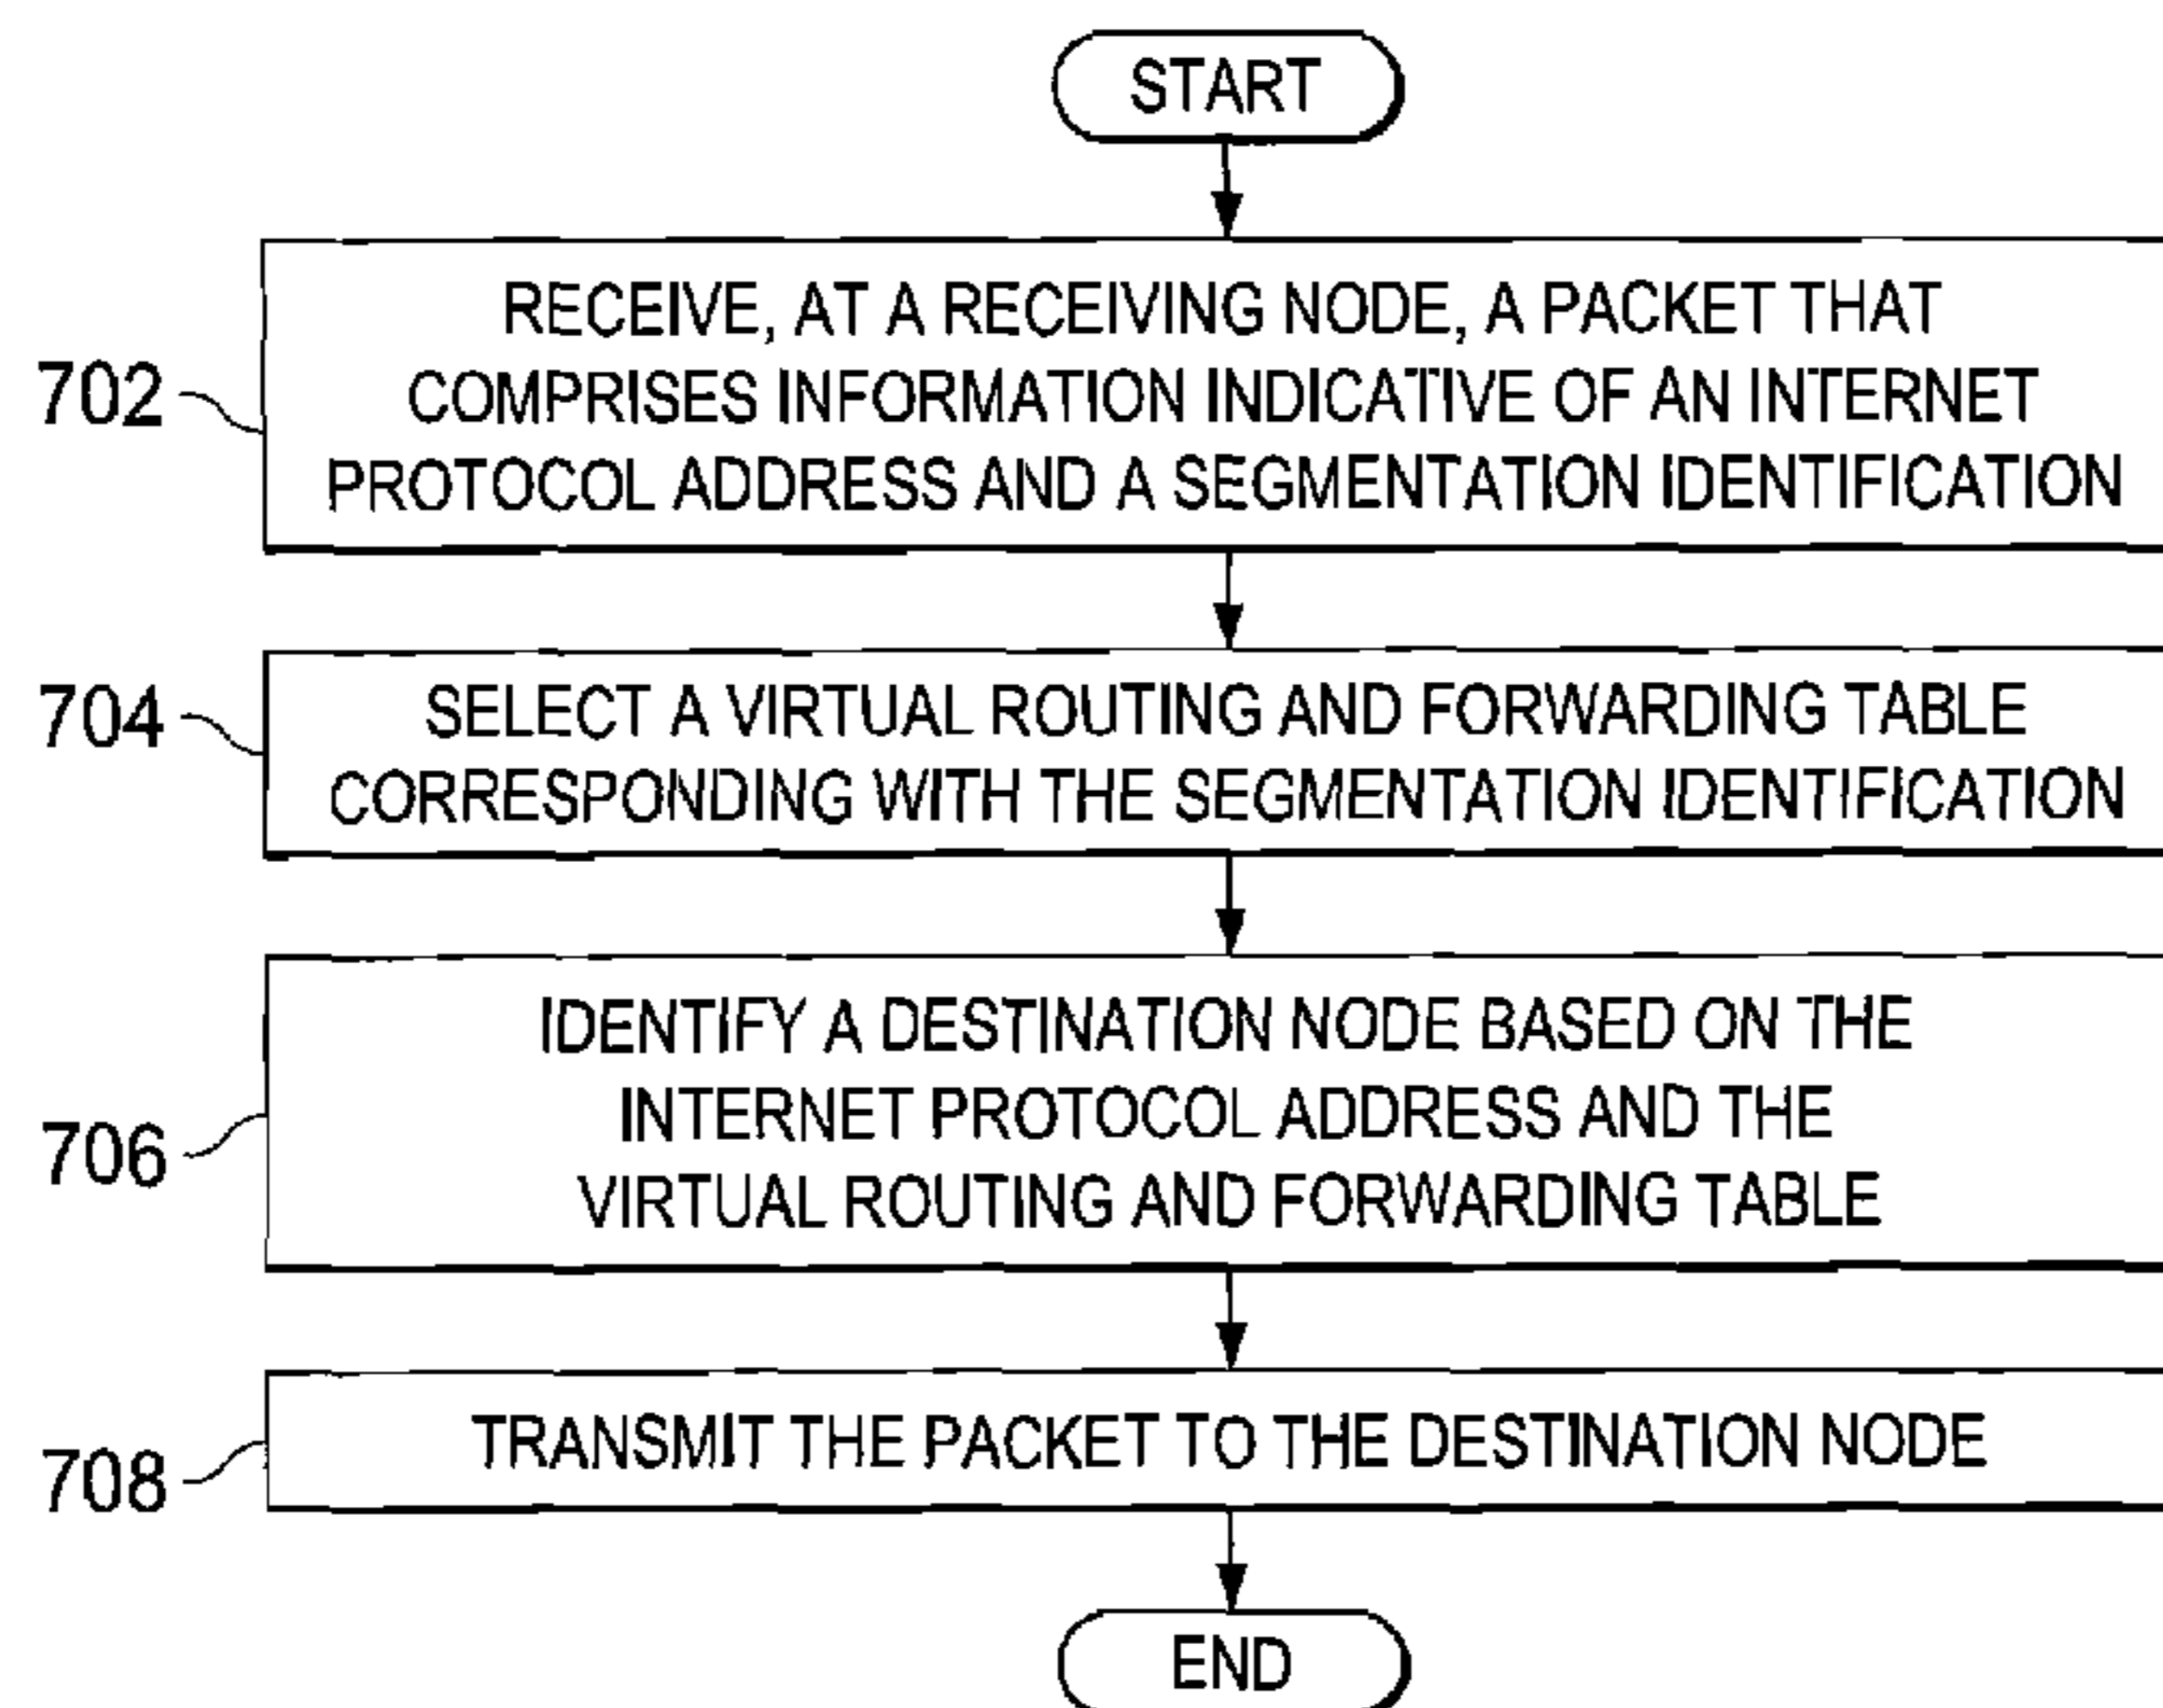 START
702
RECEIVE, AT A RECEIVING NODE, A PACKET THAT
COMPRISES INFORMATION INDICATIVE OF AN INTERNET
PROTOCOL ADDRESS AND A SEGMENTATION IDENTIFICATION
704
SELECT A VIRTUAL ROUTING AND FORWARDING TABLE
CORRESPONDING WITH THE SEGMENTATION IDENTIFICATION
706
IDENTIFY A DESTINATION NODE BASED ON THE
INTERNET PROTOCOL ADDRESS AND THE
VIRTUAL ROUTING AND FORWARDING TABLE
708
TRANSMIT THE PACKET TO THE DESTINATION NODE
END